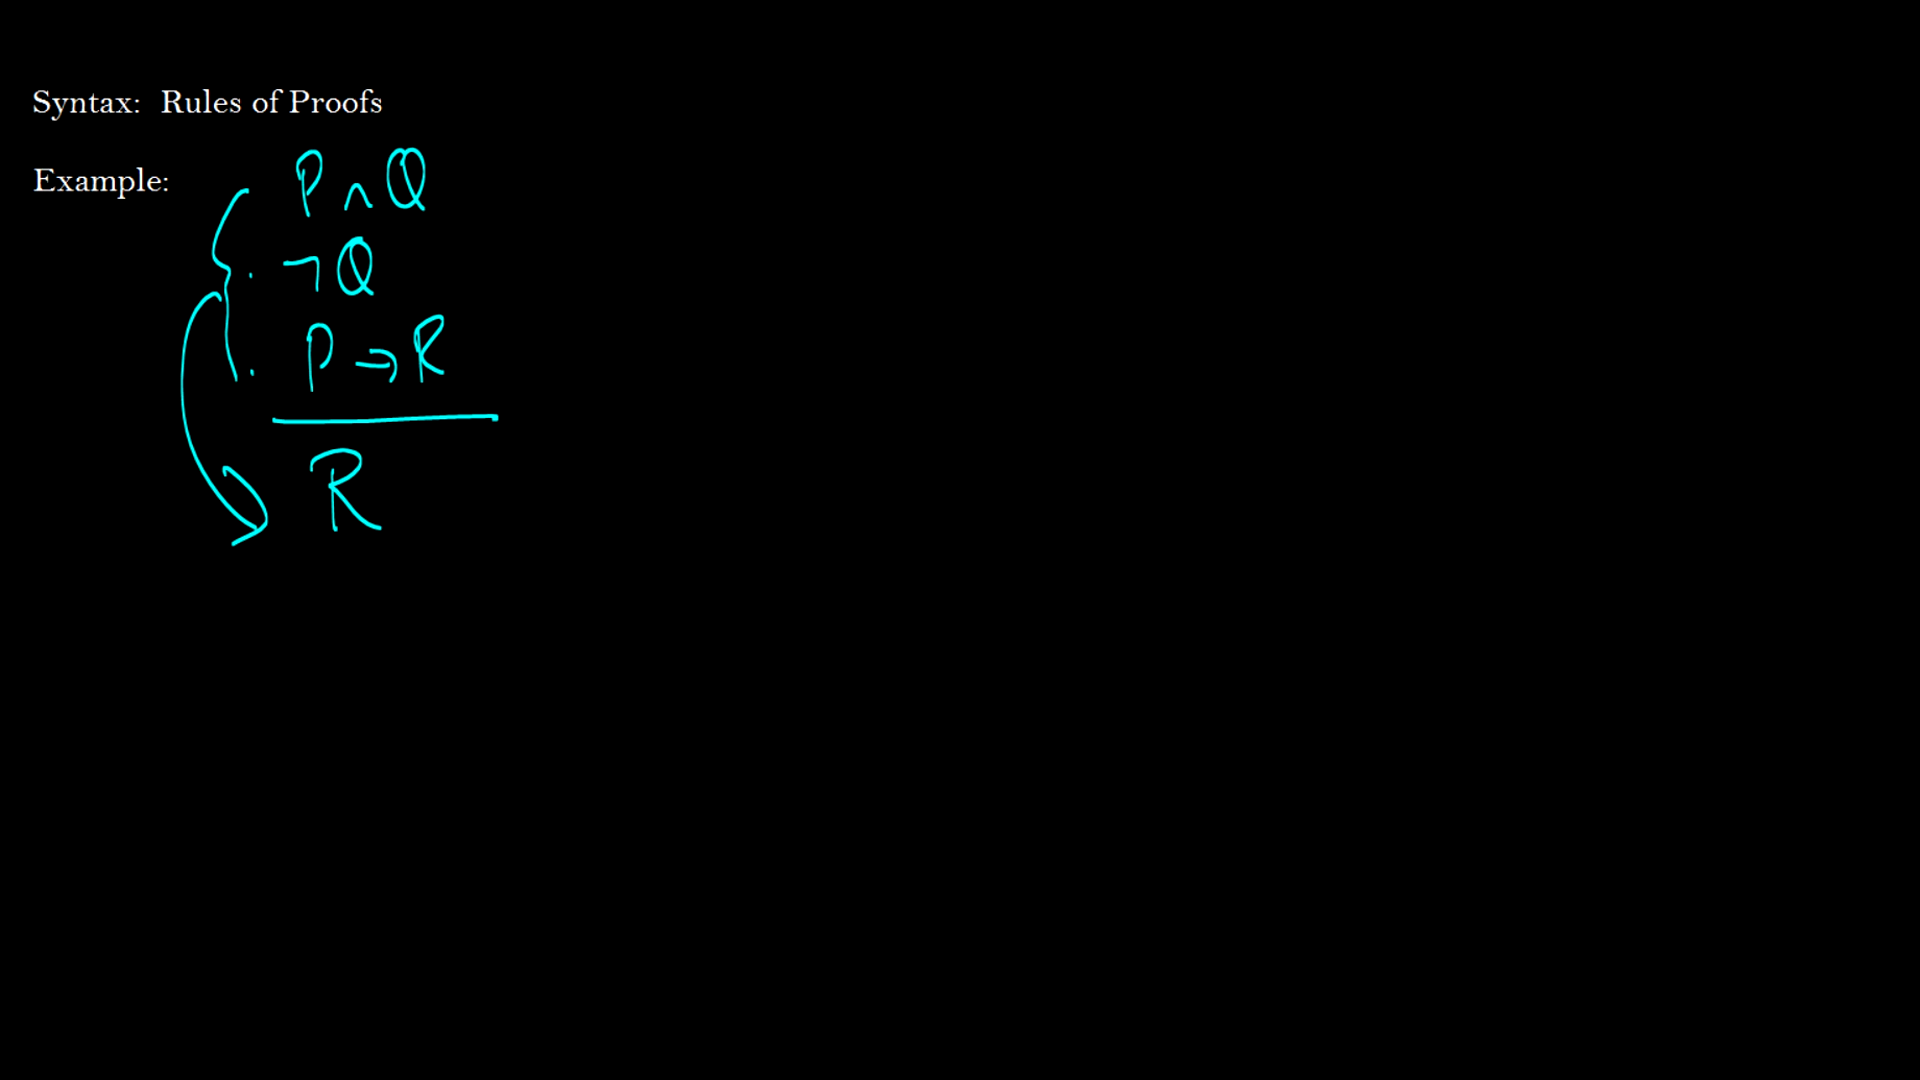 Syntax: Rules of Proofs
Example:
P ∧ Q
¬Q
P → R
R